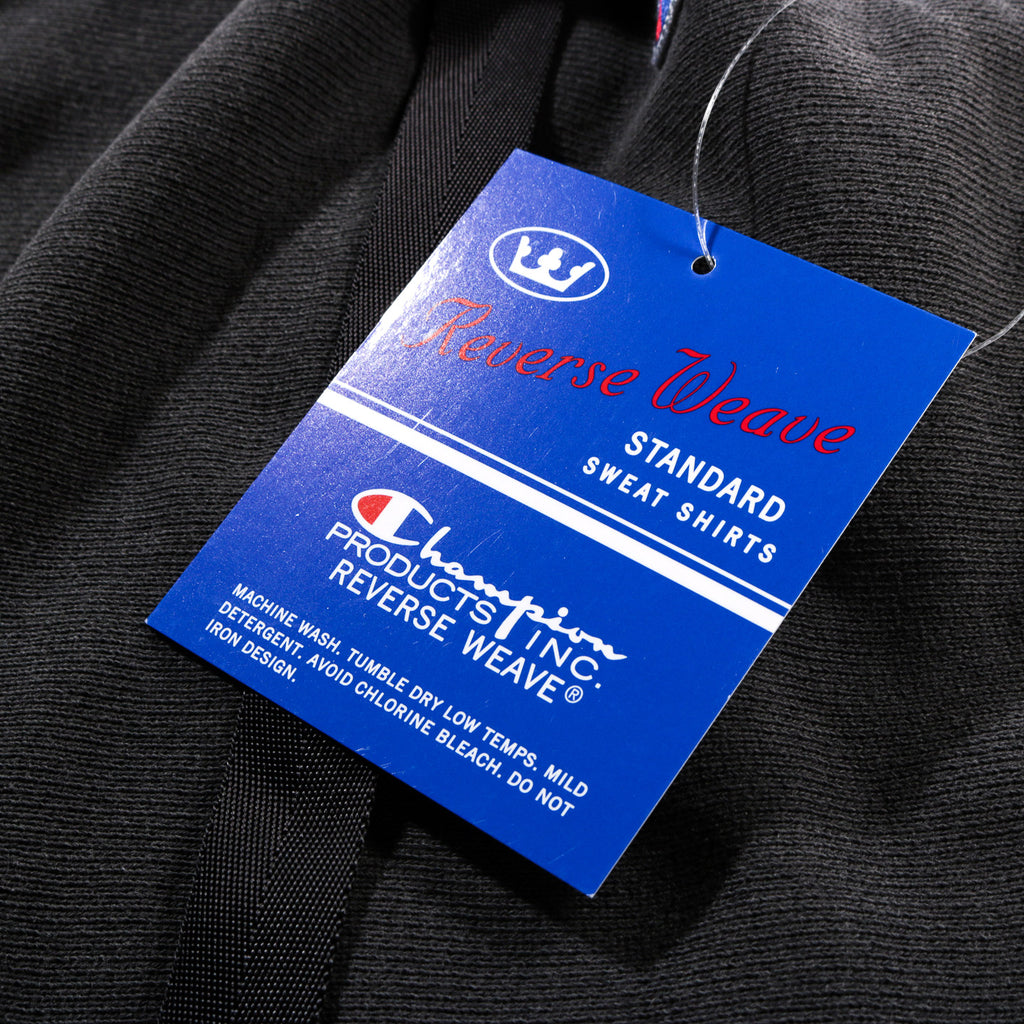 Reverse Weave
STANDARD
SWEAT SHIRTS
Champion
PRODUCTS INC.
REVERSE WEAVE®
MACHINE WASH. TUMBLE DRY LOW TEMPS. MILD
DETERGENT. AVOID CHLORINE BLEACH. DO NOT
IRON DESIGN.